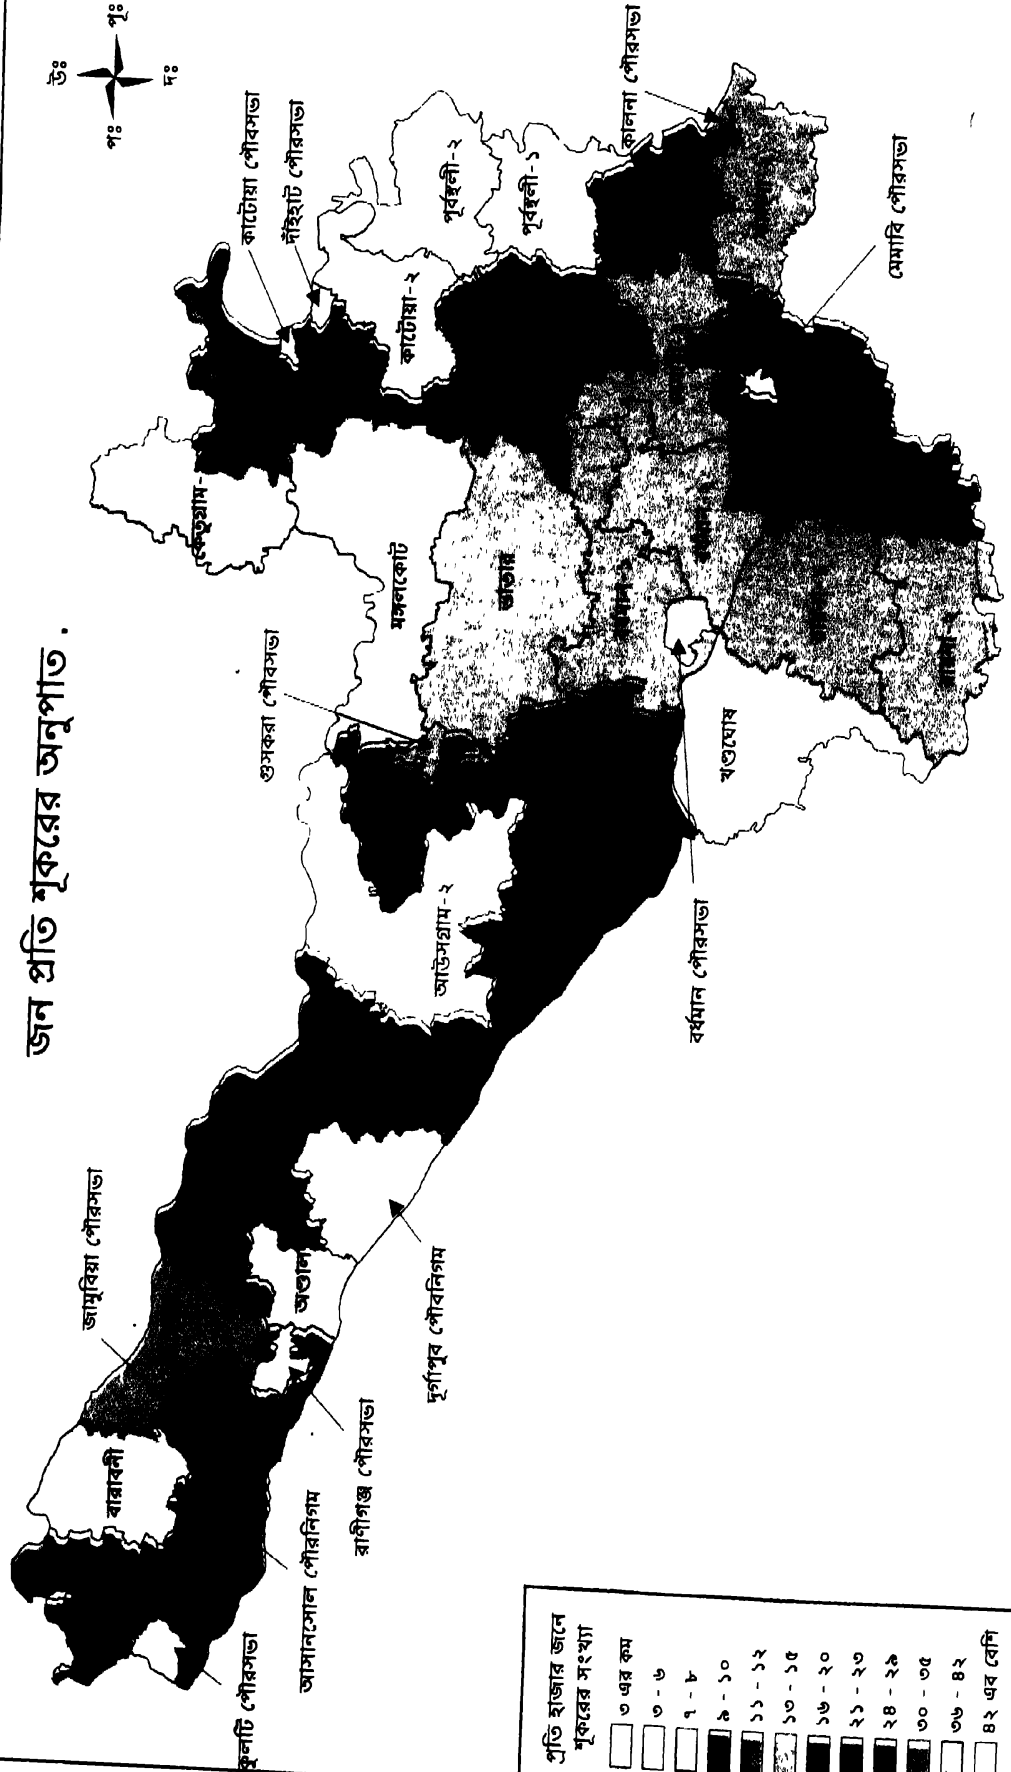 জন প্রতি শূকরের অনুপাত.
উঃ
পূঃ
পঃ
দঃ
কাটোয়া পৌরসভা
দাঁইহাট পৌরসভা
কালনা পৌরসভা
মেমারি পৌরসভা
গুসকরা পৌরসভা
বর্ধমান পৌরসভা
জামুরিয়া পৌরসভা
দুর্গাপুর পৌরনিগম
রাণীগঞ্জ পৌরসভা
আসানসোল পৌরনিগম
কুলটি পৌরসভা
কেতুগ্রাম-১
মঙ্গলকোট
কাটোয়া-২
পূর্বস্থলী-২
পূর্বস্থলী-১
ভাতার
আউসগ্রাম-২
খণ্ডঘোষ
অণ্ডাল
বারাবনী
প্রতি হাজার জনে
শূকরের সংখ্যা
৩ এর কম
৩ - ৬
৭ - ৮
৯ - ১০
১১ - ১২
১৩ - ১৫
১৬ - ২০
২১ - ২৩
২৪ - ২৯
৩০ - ৩৫
৩৬ - ৪২
৪২ এর বেশি